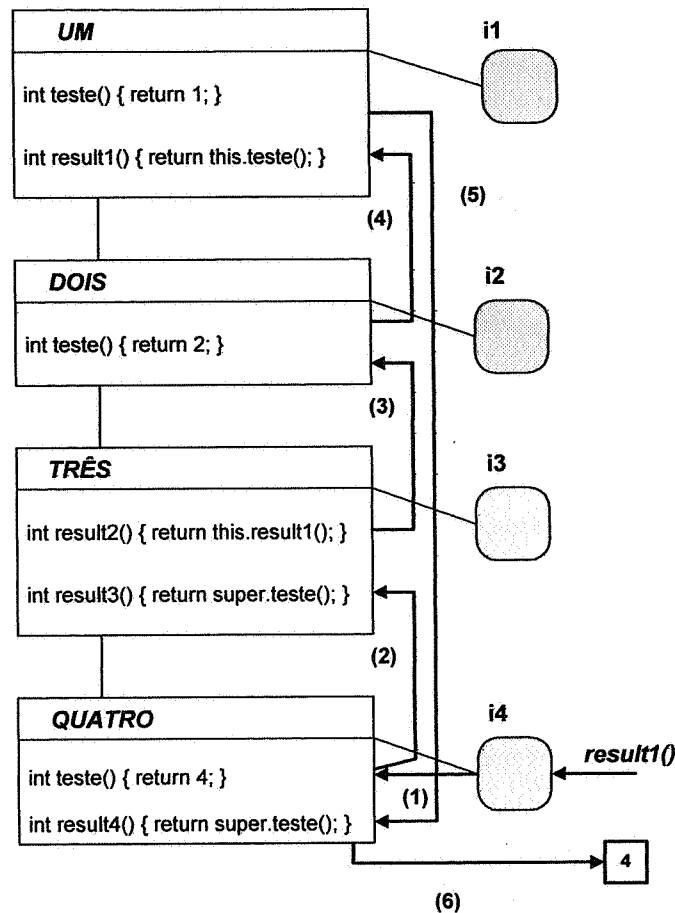 UM
i1
int teste() { return 1; }
int result1() { return this.teste(); }
(5)
(4)
DOIS
i2
int teste() { return 2; }
(3)
TRÊS
i3
int result2() { return this.result1(); }
int result3() { return super.teste(); }
(2)
QUATRO
i4
result1()
int teste() { return 4; }
(1)
int result4() { return super.teste(); }
4
(6)